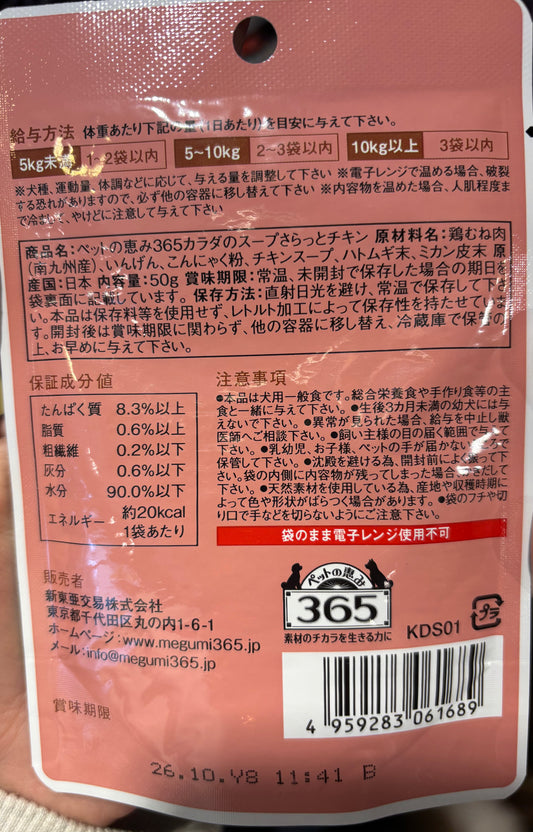 給与方法 体重あたり下記の量(1日あたり)を目安に与えて下さい。
5kg未満 1~2袋以内 5~10kg 2~3袋以内 10kg以上 3袋以内
※犬種、運動量、体調などに応じて、与える量を調整して下さい ※電子レンジで温める場合、破裂
する恐れがありますので、必ず他の容器に移し替えて下さい ※内容物を温めた場合、人肌程度ま
で冷まして、やけどに注意して与えて下さい
商品名:ペットの恵み365カラダのスープさらっとチキン 原材料名:鶏むね肉
(南九州産)、いんげん、こんにゃく粉、チキンスープ、ハトムギ末、ミカン皮末 原
産国:日本 内容量:50g 賞味期限:常温、未開封で保存した場合の期日を
袋裏面に記載しています。 保存方法:直射日光を避け、常温で保存して下さ
い。本品は保存料等を使用せず、レトルト加工によって保存性を持たせていま
す。開封後は賞味期限に関わらず、他の容器に移し替え、冷蔵庫で保存の
上、お早めに与えて下さい。
保証成分値
たんぱく質 8.3%以上
脂質 0.6%以上
粗繊維 0.2%以下
灰分 0.6%以下
水分 90.0%以下
エネルギー 約20kcal
1袋あたり
注意事項
●本品は犬用一般食です。総合栄養食や手作り食等の主
食と一緒に与えて下さい。●生後3カ月未満の幼犬には与
えないで下さい。●異常が見られた場合、給与を中止し獣
医師へご相談下さい。●飼い主様の目の届く範囲で与え
て下さい。●乳幼児、お子様、ペットの手が届かないところで
保管して下さい。●沈殿を避ける為、開封前によく振って下
さい。袋の内側に内容物が残ってしまった場合はかきだして
下さい。●天然素材を使用している為、産地や収穫時期に
よって色や形状がばらつく場合があります。●袋のフチや切
り口で手などを切らないようにご注意下さい。
袋のまま電子レンジ使用不可
販売者
新東亜交易株式会社
東京都千代田区丸の内1-6-1
ホームページ:www.megumi365.jp
メール:info@megumi365.jp
ペットの恵み
365
素材のチカラを生きる力に
KDS01
プラ
4 959283 061689
賞味期限
26.10.Y8 11:41 B